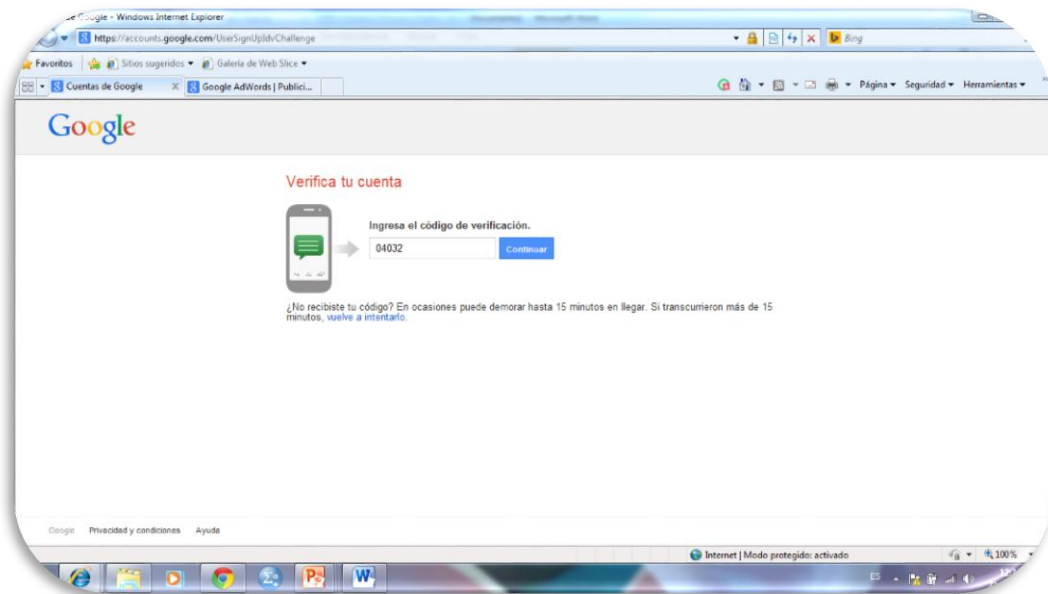 de Google - Windows Internet Explorer
https://accounts.google.com/UserSignUpIdvChallenge
Bing
Favoritos Sitios sugeridos Galería de Web Slice
Cuentas de Google X Google AdWords | Publici...
Página Seguridad Herramientas
Google
Verifica tu cuenta
Ingresa el código de verificación.
04032 Continuar
¿No recibiste tu código? En ocasiones puede demorar hasta 15 minutos en llegar. Si transcurrieron más de 15
minutos, vuelve a intentarlo.
Google Privacidad y condiciones Ayuda
Internet | Modo protegido: activado 100%
ES